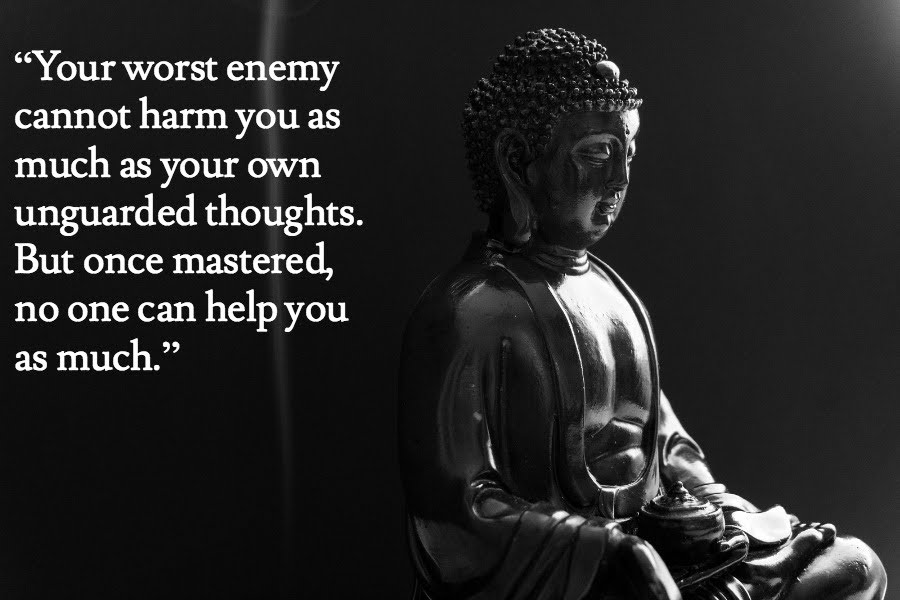 “Your worst enemy
cannot harm you as
much as your own
unguarded thoughts.
But once mastered,
no one can help you
as much.”